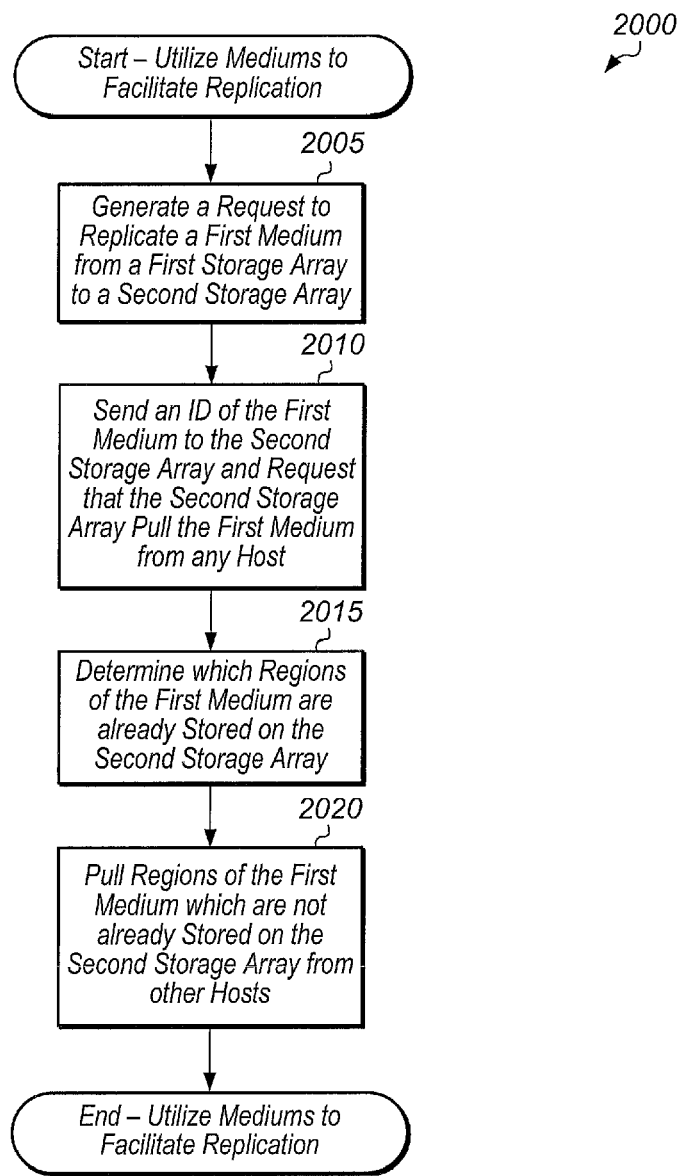 2000
Start – Utilize Mediums to
Facilitate Replication
2005
Generate a Request to
Replicate a First Medium
from a First Storage Array
to a Second Storage Array
2010
Send an ID of the First
Medium to the Second
Storage Array and Request
that the Second Storage
Array Pull the First Medium
from any Host
2015
Determine which Regions
of the First Medium are
already Stored on the
Second Storage Array
2020
Pull Regions of the First
Medium which are not
already Stored on the
Second Storage Array from
other Hosts
End – Utilize Mediums to
Facilitate Replication